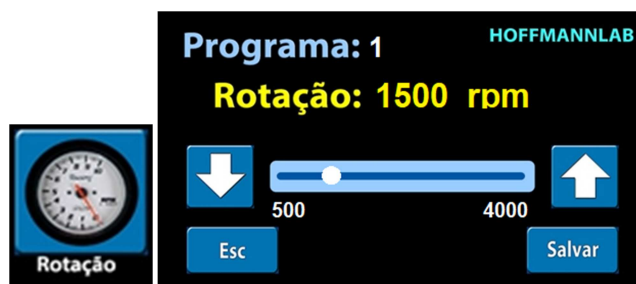 Programa: 1
HOFFMANNLAB
Rotação: 1500 rpm
500
4000
Esc
Salvar
Rotação